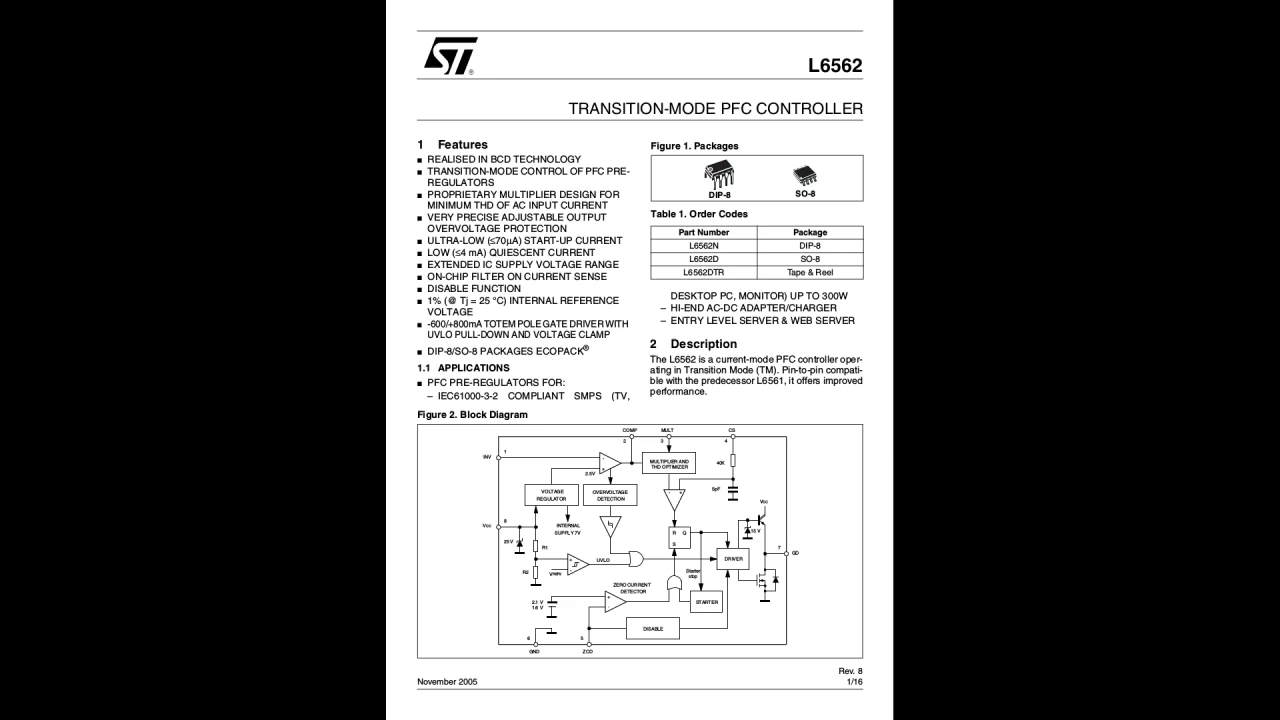 ST
®
L6562
TRANSITION-MODE PFC CONTROLLER
1 Features
■ REALISED IN BCD TECHNOLOGY
■ TRANSITION-MODE CONTROL OF PFC PRE-
REGULATORS
■ PROPRIETARY MULTIPLIER DESIGN FOR
MINIMUM THD OF AC INPUT CURRENT
■ VERY PRECISE ADJUSTABLE OUTPUT
OVERVOLTAGE PROTECTION
■ ULTRA-LOW (≤70µA) START-UP CURRENT
■ LOW (≤4 mA) QUIESCENT CURRENT
■ EXTENDED IC SUPPLY VOLTAGE RANGE
■ ON-CHIP FILTER ON CURRENT SENSE
■ DISABLE FUNCTION
■ 1% (@ Tj = 25 °C) INTERNAL REFERENCE
VOLTAGE
■ -600/+800mA TOTEM POLE GATE DRIVER WITH
UVLO PULL-DOWN AND VOLTAGE CLAMP
■ DIP-8/SO-8 PACKAGES ECOPACK®
1.1 APPLICATIONS
■ PFC PRE-REGULATORS FOR:
– IEC61000-3-2 COMPLIANT SMPS (TV,
Figure 1. Packages
DIP-8 SO-8
Table 1. Order Codes
Part Number Package
L6562N DIP-8
L6562D SO-8
L6562DTR Tape & Reel
DESKTOP PC, MONITOR) UP TO 300W
– HI-END AC-DC ADAPTER/CHARGER
– ENTRY LEVEL SERVER & WEB SERVER
2 Description
The L6562 is a current-mode PFC controller oper-
ating in Transition Mode (TM). Pin-to-pin compati-
ble with the predecessor L6561, it offers improved
performance.
Figure 2. Block Diagram
COMP MULT CS
2 3 4
INV 1
- +
2.5V
MULTIPLIER AND
THD OPTIMIZER
40K
5pF
VOLTAGE
REGULATOR
OVERVOLTAGE
DETECTION
- +
Vcc
Vcc 8
INTERNAL
SUPPLY 7V
R Q
S
15 V
25 V
R1
R2
+ -
UVLO
DRIVER
7
GD
Starter
stop
ZERO CURRENT
DETECTOR
2.1 V
1.6 V
+ -
STARTER
DISABLE
6 5
GND ZCD
Rev. 8
November 2005 1/16